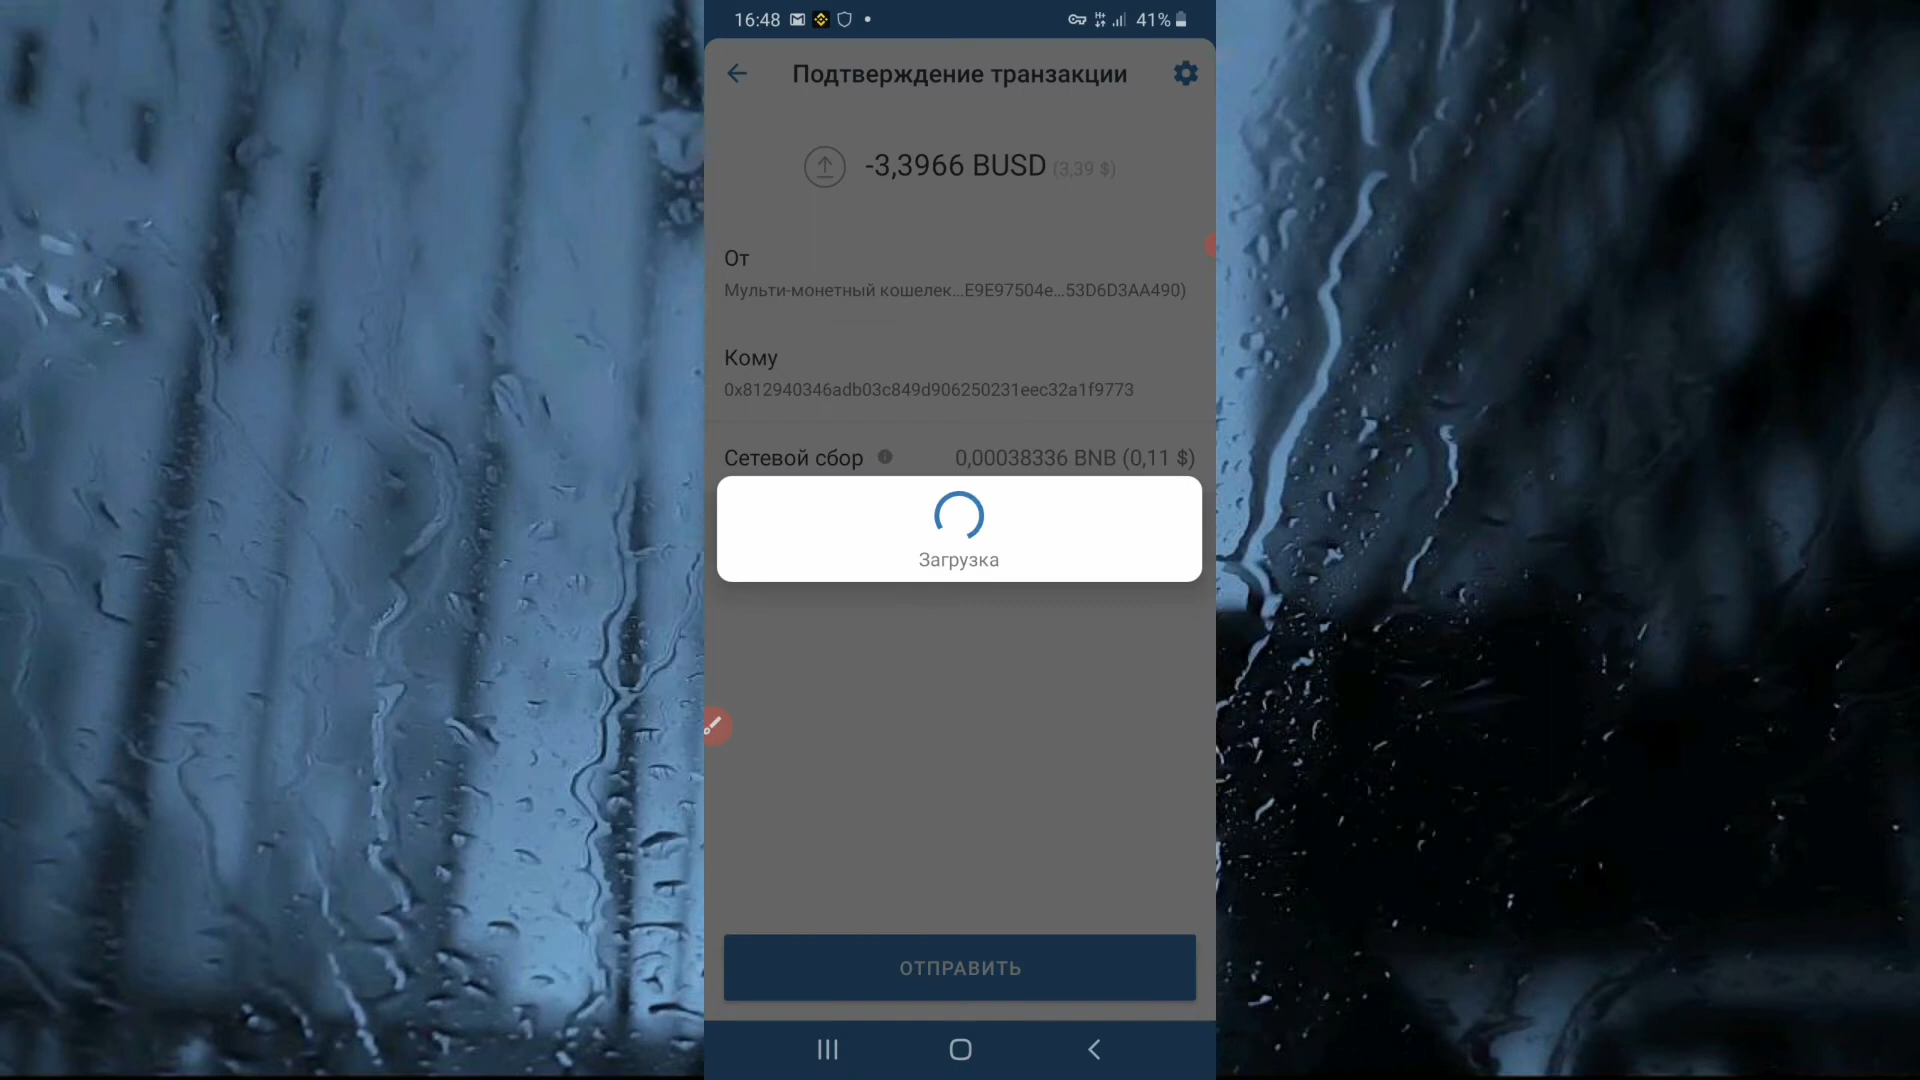 16:48
41%
Подтверждение транзакции
-3,3966 BUSD (3,39 $)
От
Мульти-монетный кошелек...E9E97504e...53D6D3AA490)
Кому
0x812940346adb03c849d906250231eec32a1f9773
Сетевой сбор 0,00038336 BNB (0,11 $)
Загрузка
ОТПРАВИТЬ